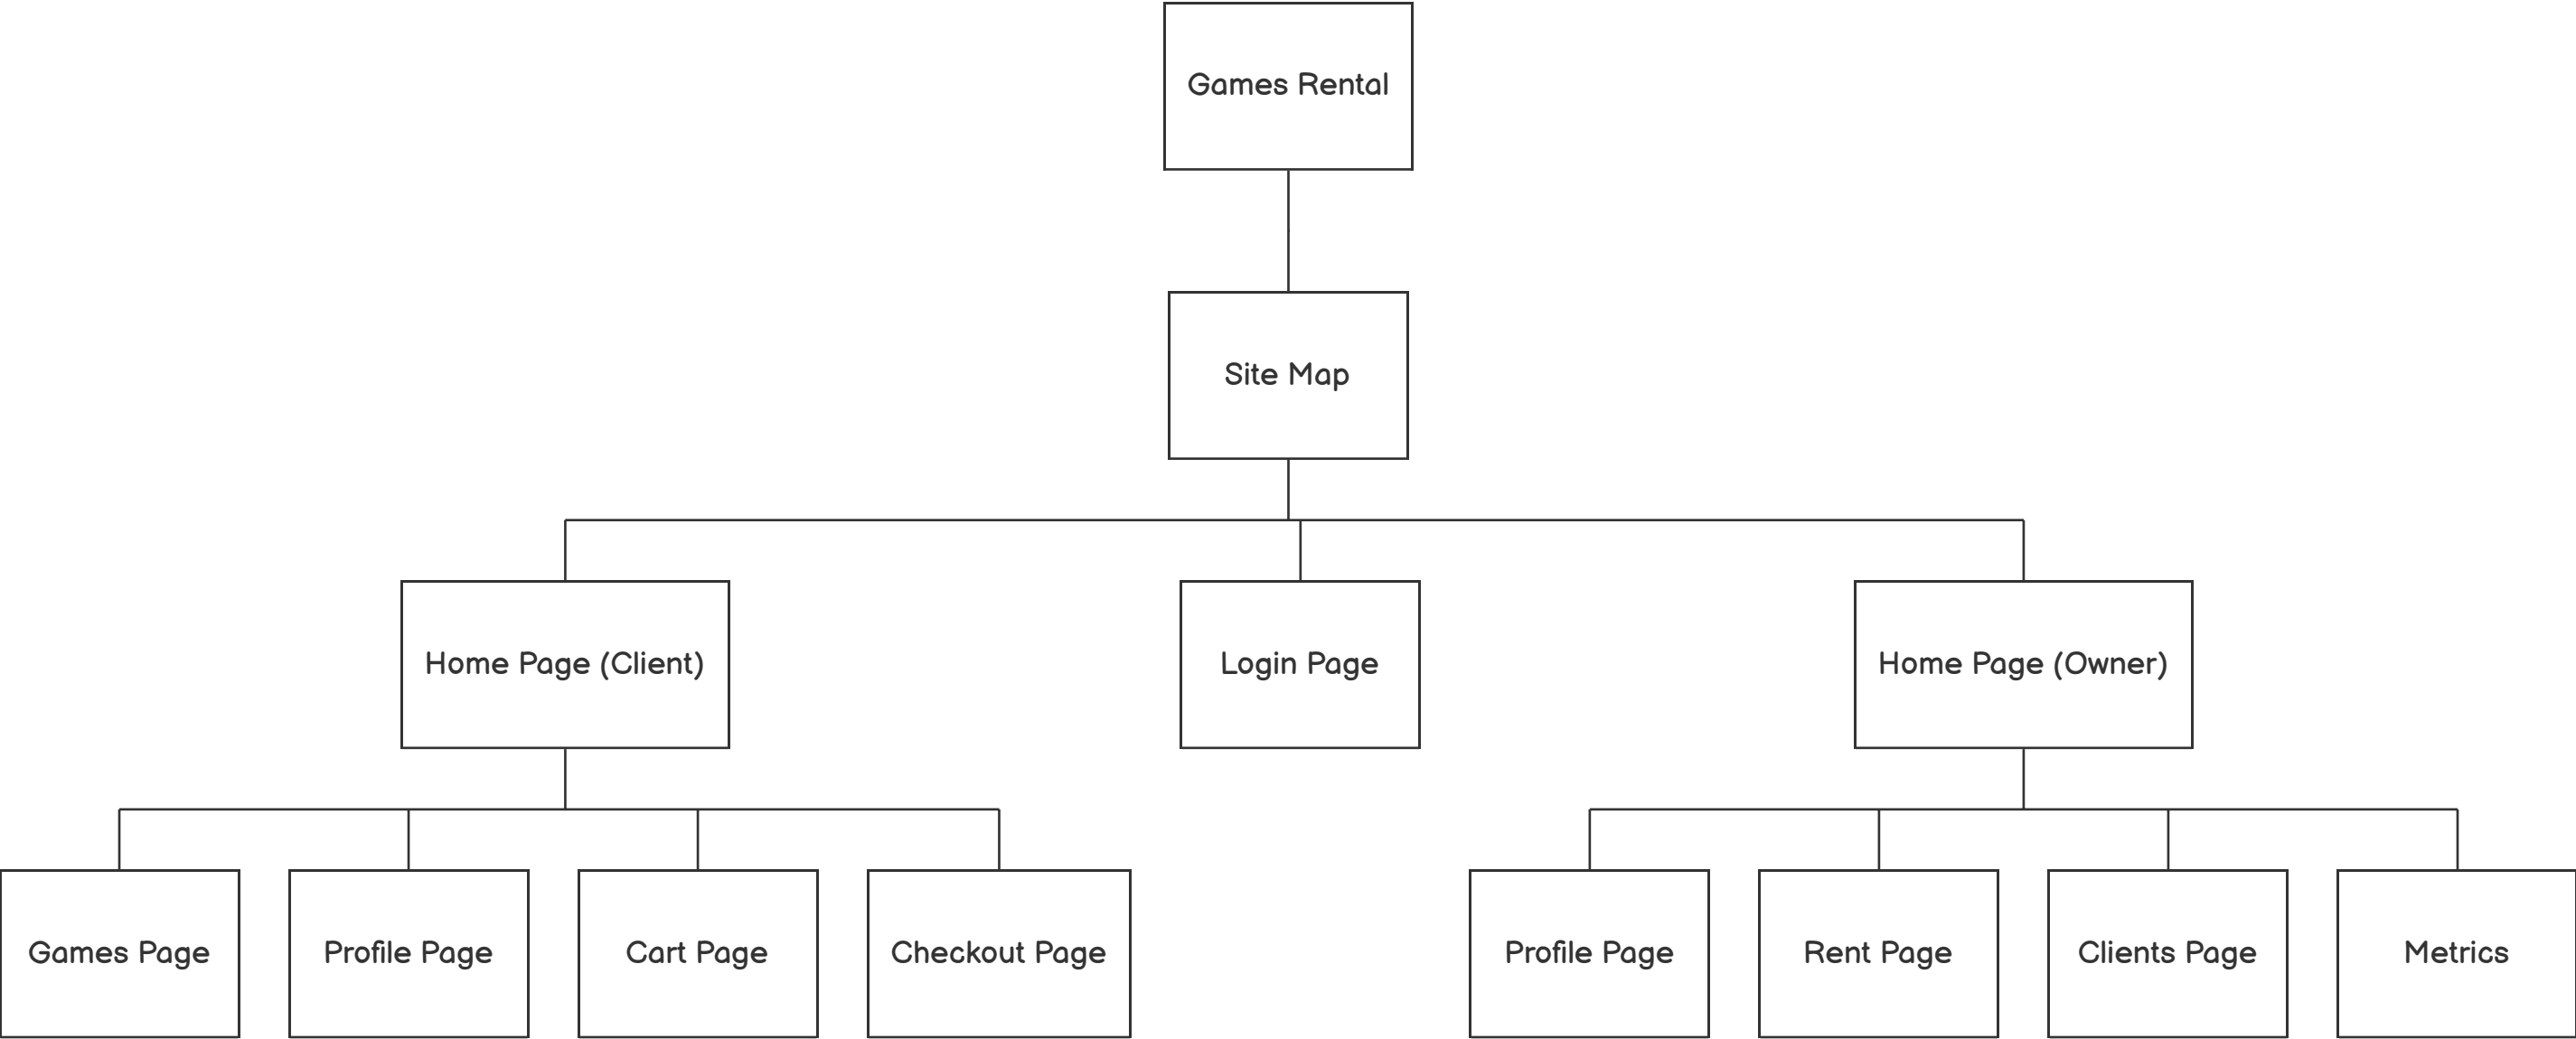 Games Rental
Site Map
Home Page (Client)
Login Page
Home Page (Owner)
Games Page
Profile Page
Cart Page
Checkout Page
Profile Page
Rent Page
Clients Page
Metrics